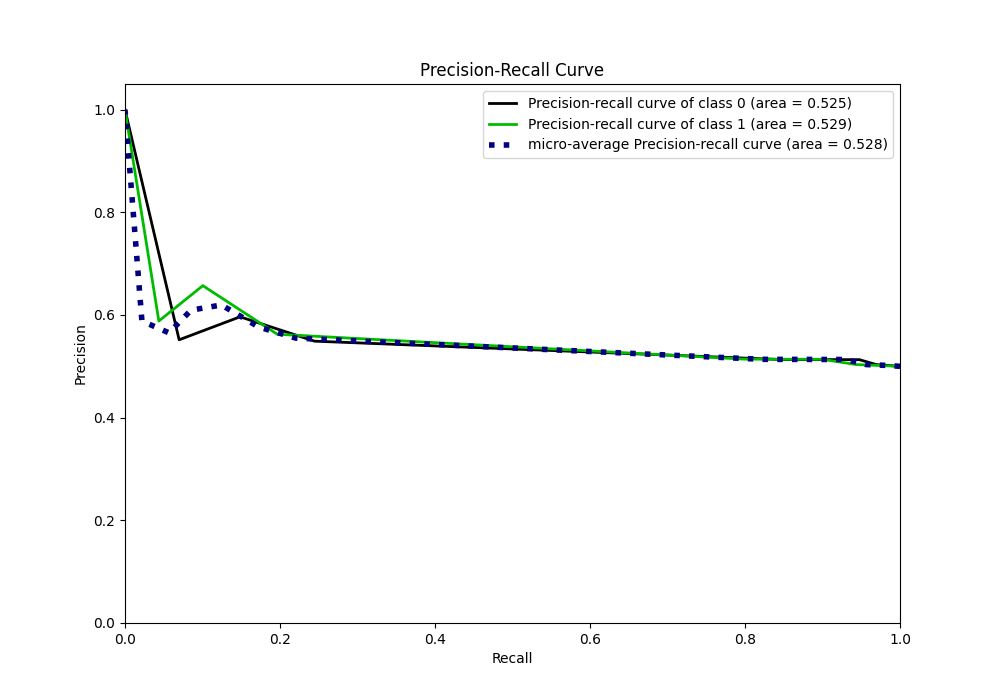 Precision-Recall Curve
Precision-recall curve of class 0 (area = 0.525)
Precision-recall curve of class 1 (area = 0.529)
micro-average Precision-recall curve (area = 0.528)
Precision
1.0
0.8
0.6
0.4
0.2
0.0
0.0 0.2 0.4 0.6 0.8 1.0
Recall